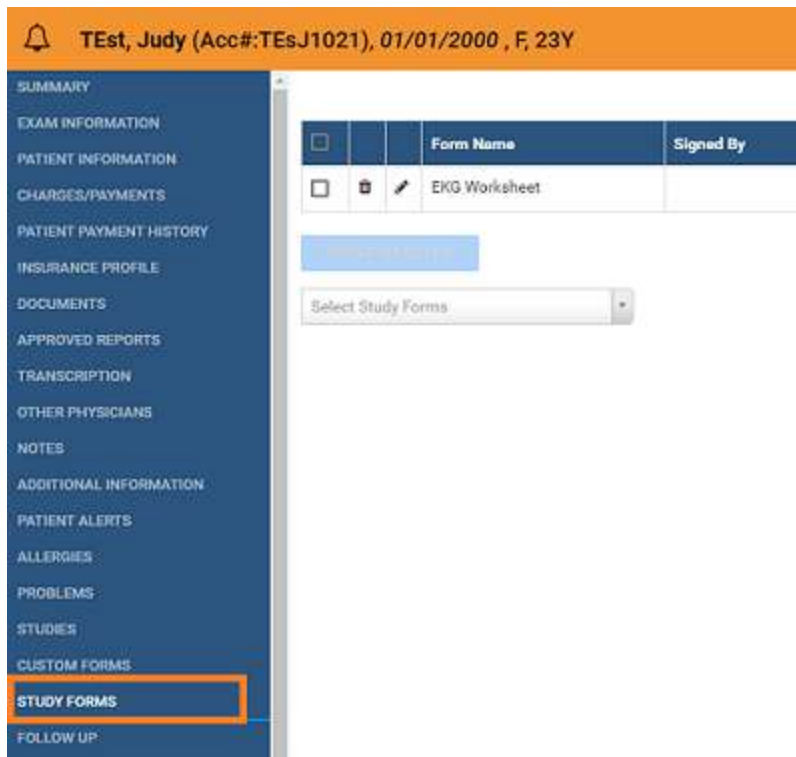 TEst, Judy (Acc#:TEsJ1021), 01/01/2000 , F, 23Y
SUMMARY
EXAM INFORMATION
PATIENT INFORMATION
CHARGES/PAYMENTS
PATIENT PAYMENT HISTORY
INSURANCE PROFILE
DOCUMENTS
APPROVED REPORTS
TRANSCRIPTION
OTHER PHYSICIANS
NOTES
ADDITIONAL INFORMATION
PATIENT ALERTS
ALLERGIES
PROBLEMS
STUDIES
CUSTOM FORMS
STUDY FORMS
FOLLOW UP
Form Name Signed By
EKG Worksheet
Select Study Forms